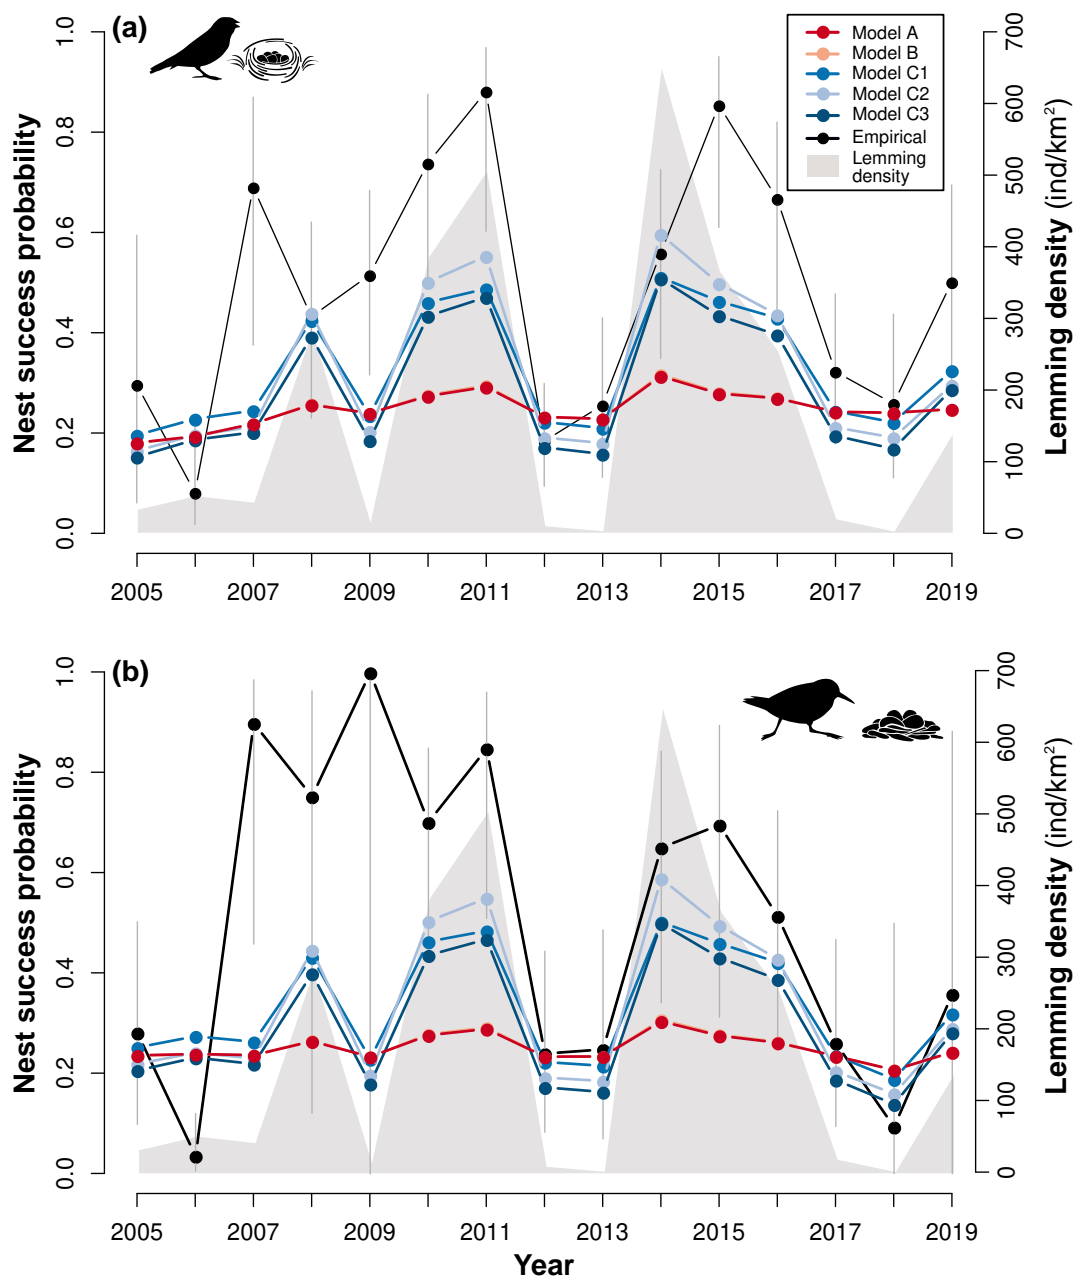 (a)
Nest success probability
0.0 0.2 0.4 0.6 0.8 1.0
Model A
Model B
Model C1
Model C2
Model C3
Empirical
Lemming
density
0 100 200 300 400 500 600 700
Lemming density (ind/km²)
2005 2007 2009 2011 2013 2015 2017 2019
(b)
Nest success probability
0.0 0.2 0.4 0.6 0.8 1.0
0 100 200 300 400 500 600 700
Lemming density (ind/km²)
2005 2007 2009 2011 2013 2015 2017 2019
Year